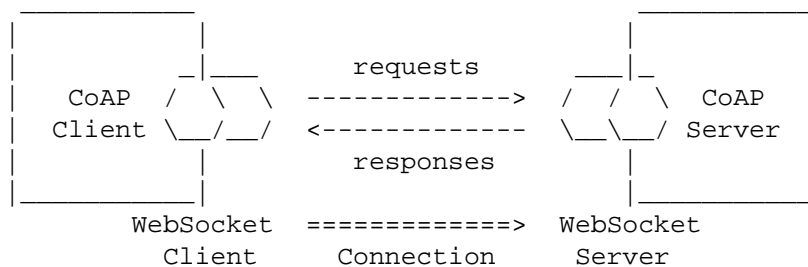 requests
CoAP CoAP
Client Server
responses
WebSocket =============> WebSocket
Client Connection Server